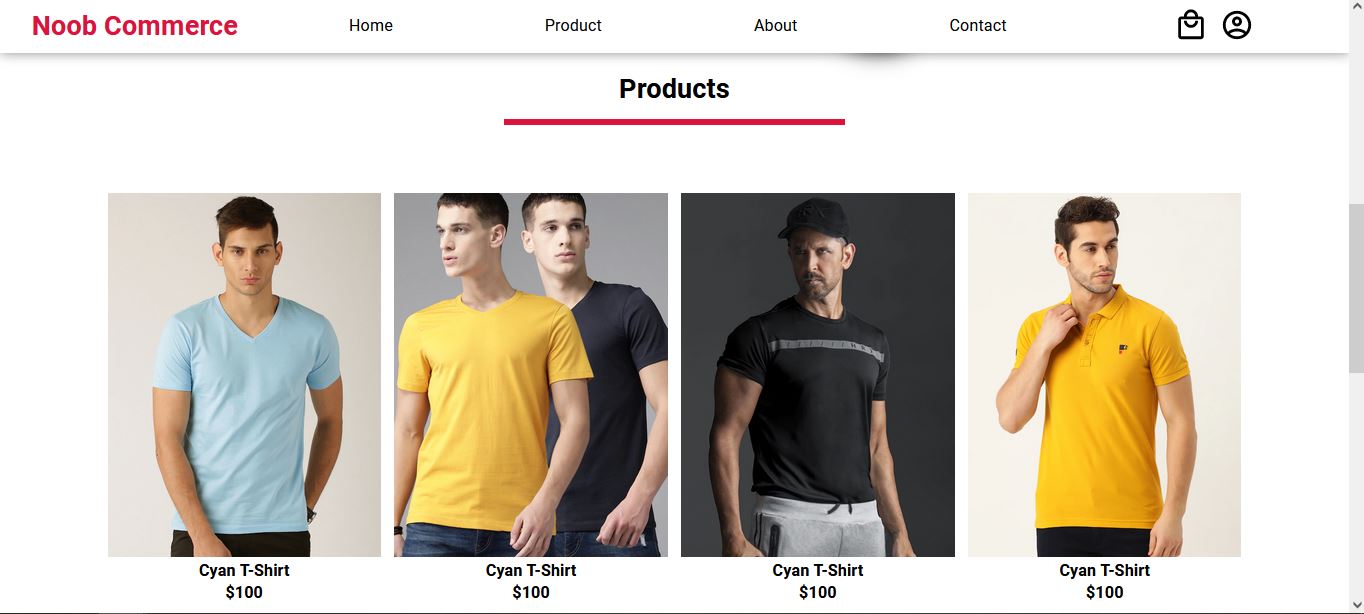 Noob Commerce Home Product About Contact
Products
Cyan T-Shirt Cyan T-Shirt Cyan T-Shirt Cyan T-Shirt
$100 $100 $100 $100